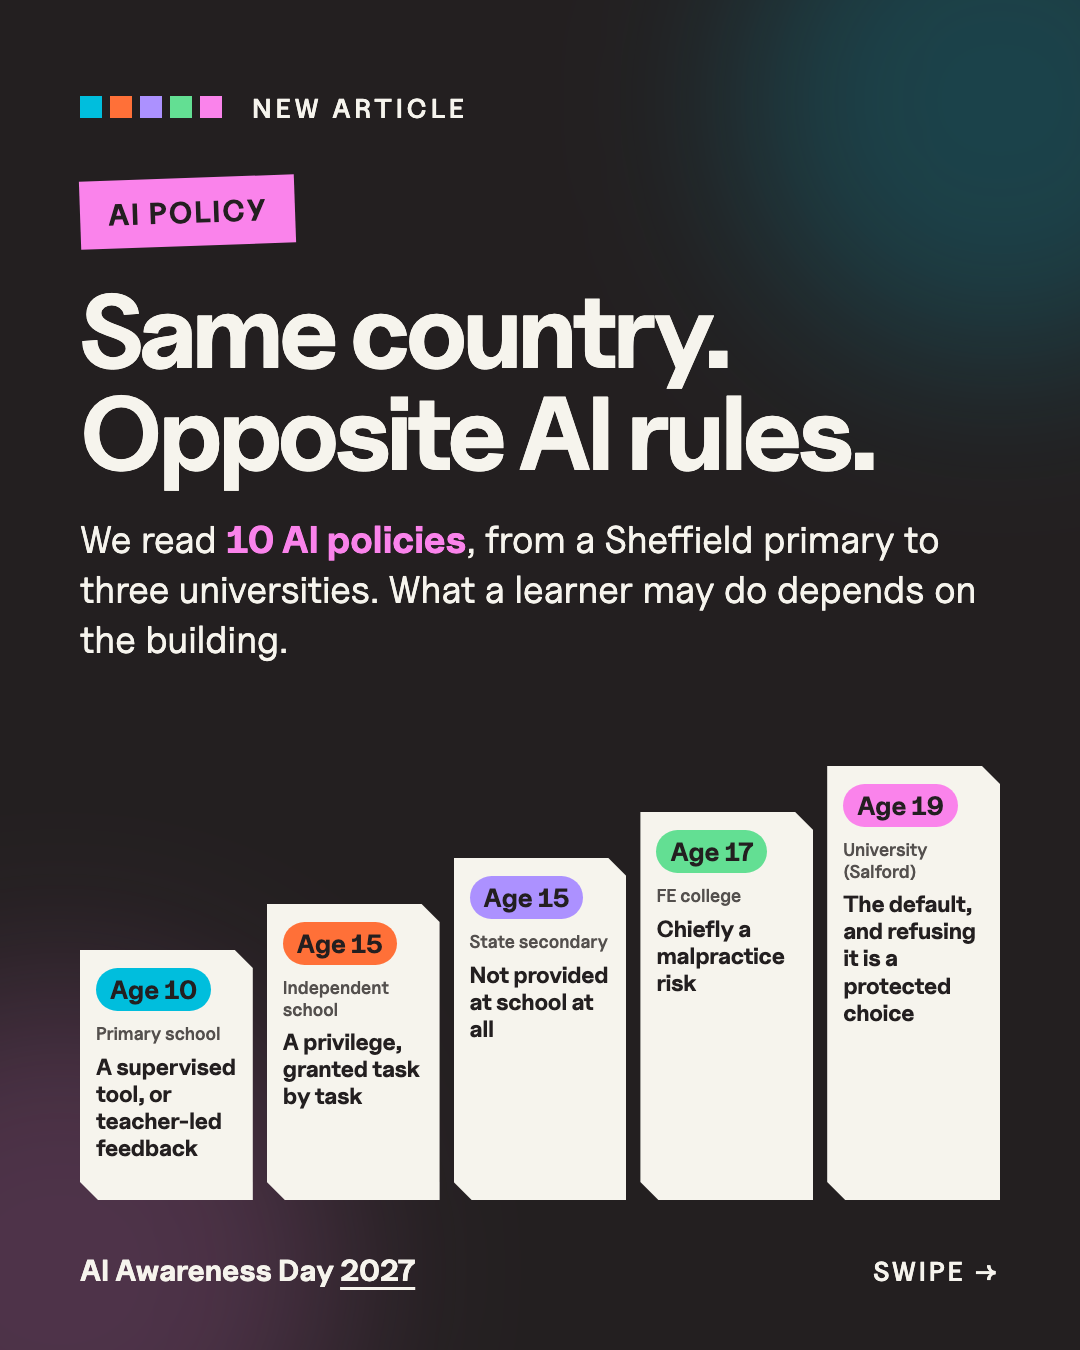 NEW ARTICLE
AI POLICY
Same country.
Opposite AI rules.
We read 10 AI policies, from a Sheffield primary to
three universities. What a learner may do depends on
the building.
Age 10
Primary school
A supervised
tool, or
teacher-led
feedback
Age 15
Independent
school
A privilege,
granted task
by task
Age 15
State secondary
Not provided
at school at
all
Age 17
FE college
Chiefly a
malpractice
risk
Age 19
University
(Salford)
The default,
and refusing
it is a
protected
choice
AI Awareness Day 2027
SWIPE →